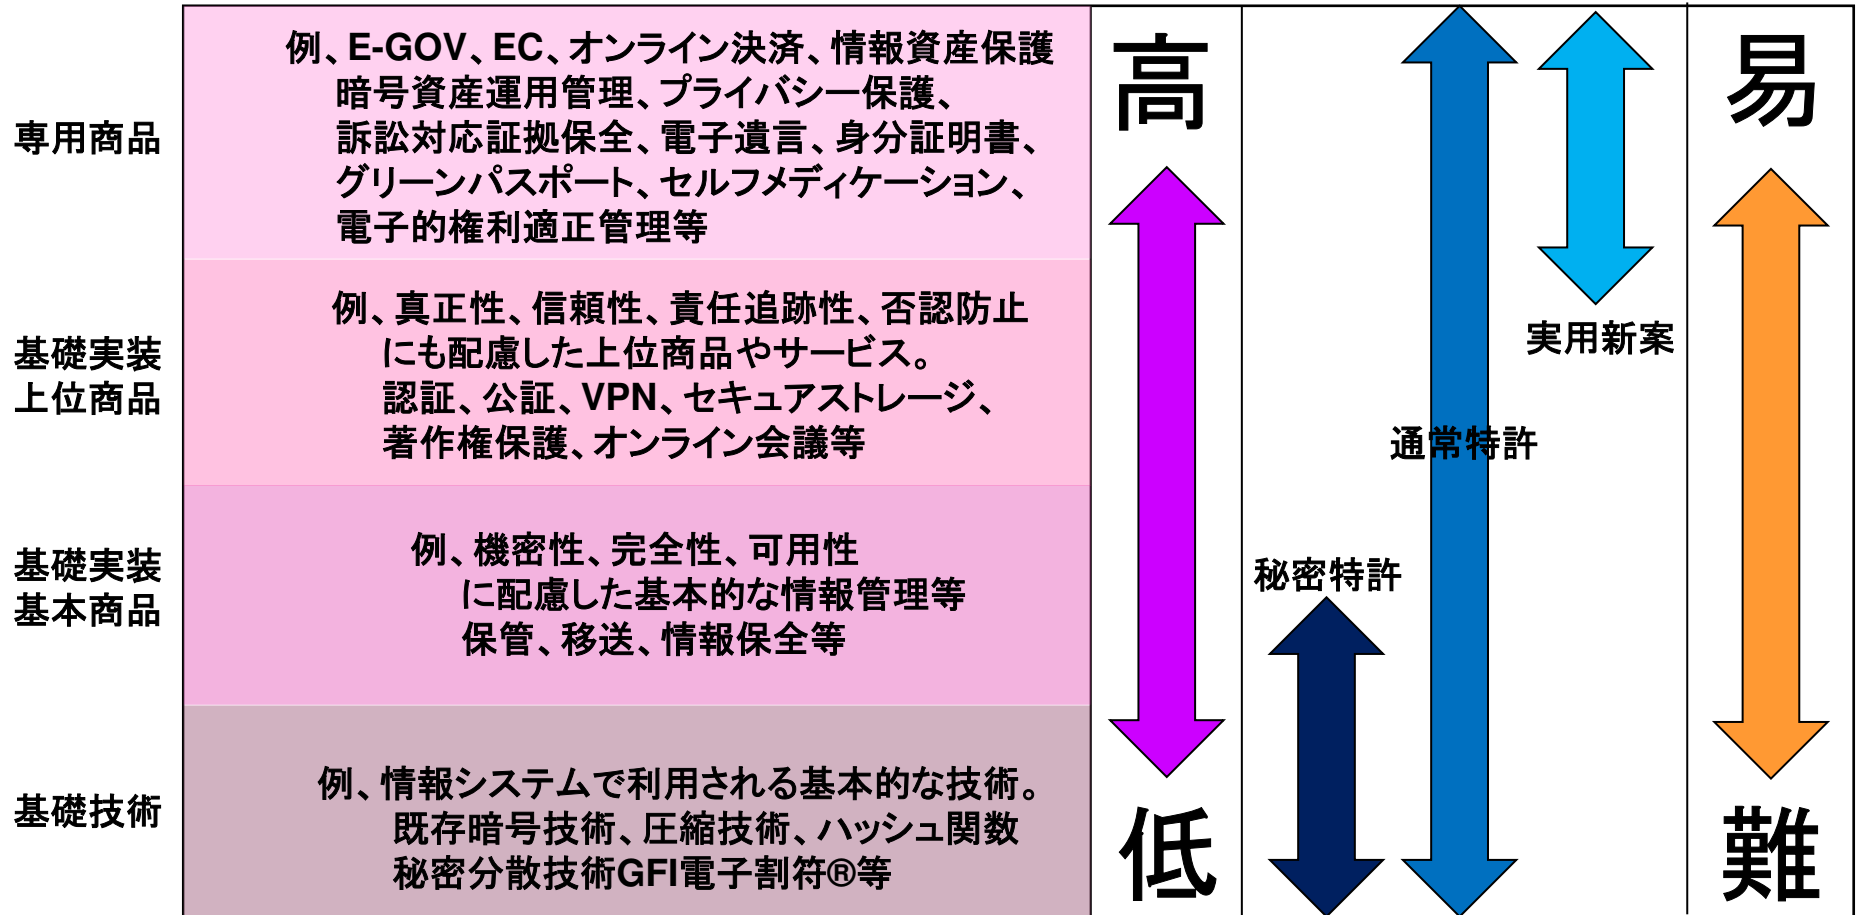 専用商品
例、E-GOV、EC、オンライン決済、情報資産保護
暗号資産運用管理、プライバシー保護、
訴訟対応証拠保全、電子遺言、身分証明書、
グリーンパスポート、セルフメディケーション、
電子的権利適正管理等
基礎実装
上位商品
例、真正性、信頼性、責任追跡性、否認防止
にも配慮した上位商品やサービス。
認証、公証、VPN、セキュアストレージ、
著作権保護、オンライン会議等
基礎実装
基本商品
例、機密性、完全性、可用性
に配慮した基本的な情報管理等
保管、移送、情報保全等
基礎技術
例、情報システムで利用される基本的な技術。
既存暗号技術、圧縮技術、ハッシュ関数
秘密分散技術GFI電子割符®等
高
低
秘密特許
通常特許
実用新案
易
難